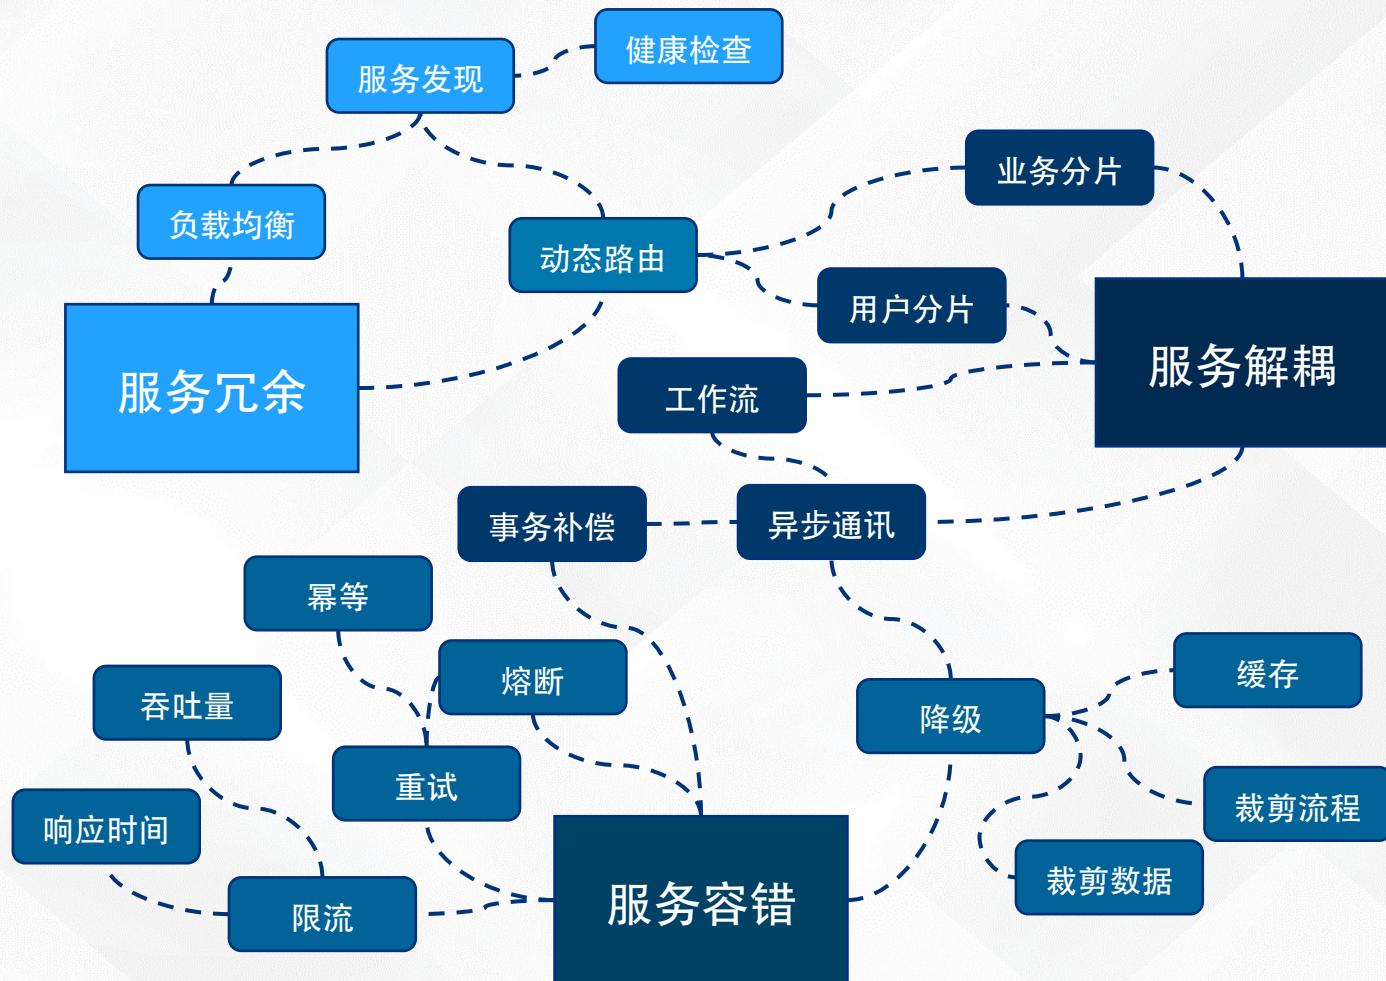 健康检查
服务发现
业务分片
负载均衡
动态路由
用户分片
服务解耦
服务冗余
工作流
事务补偿
异步通讯
幂等
熔断
缓存
吞吐量
降级
重试
裁剪流程
响应时间
裁剪数据
服务容错
限流